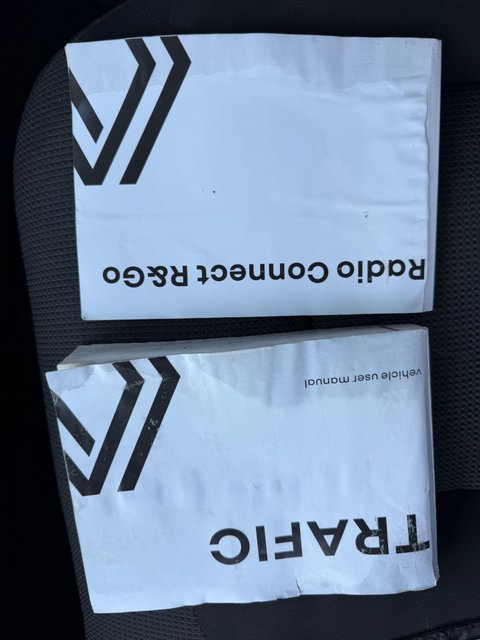 TRAFIC
vehicle user manual
Radio Connect R&Go